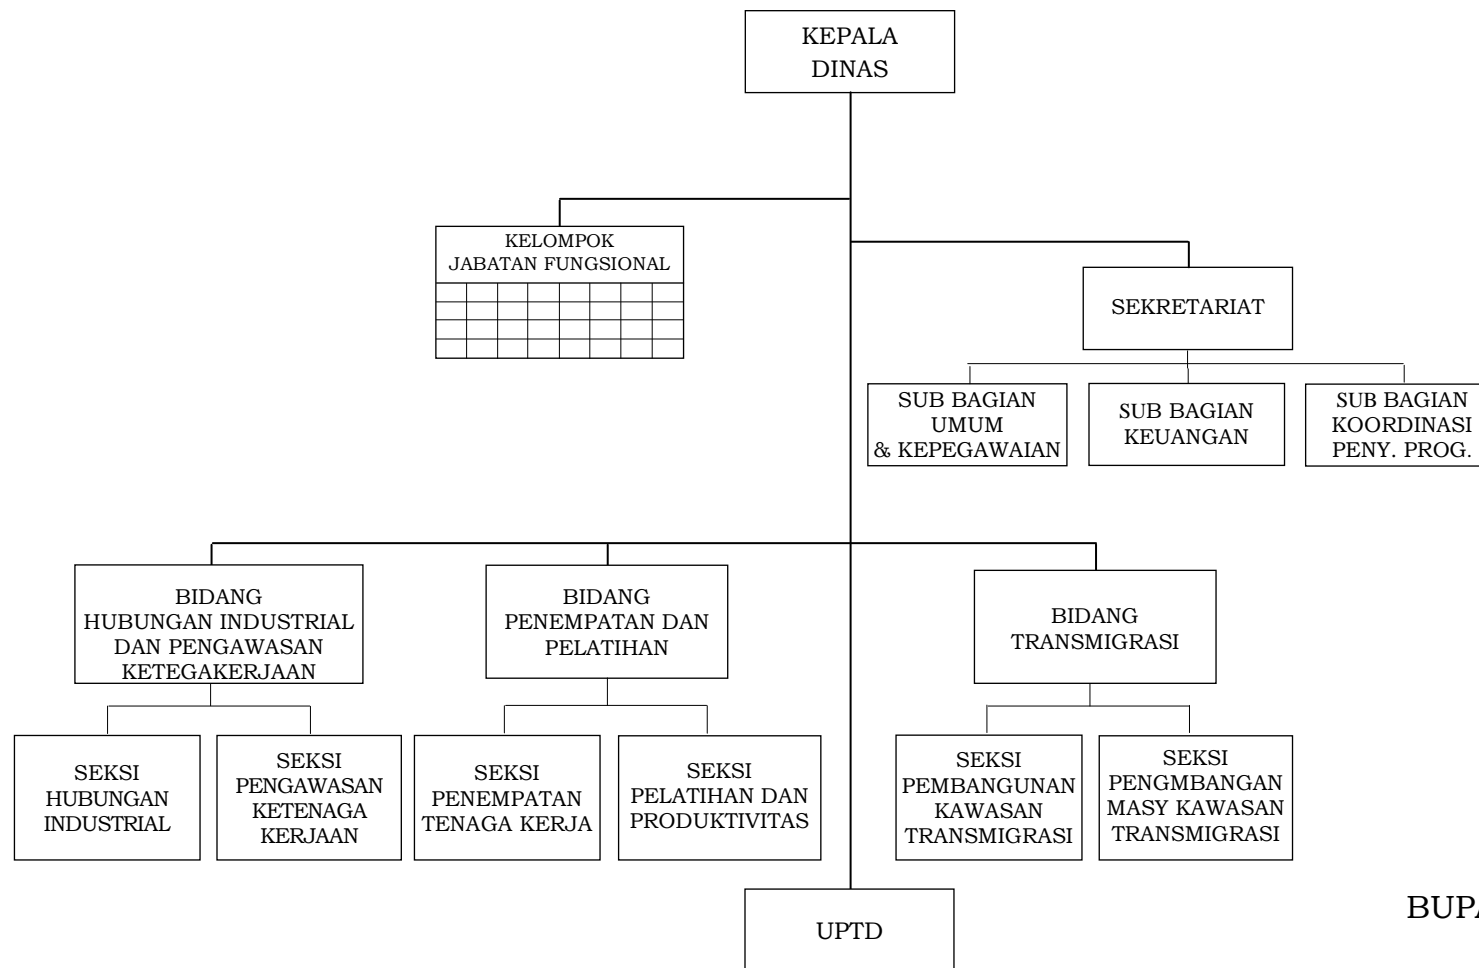 KEPALA
DINAS
KELOMPOK
JABATAN FUNGSIONAL
SEKRETARIAT
SUB BAGIAN
UMUM
& KEPEGAWAIAN
SUB BAGIAN
KEUANGAN
SUB BAGIAN
KOORDINASI
PENY. PROG.
BIDANG
HUBUNGAN INDUSTRIAL
DAN PENGAWASAN
KETEGAKERJAAN
BIDANG
PENEMPATAN DAN
PELATIHAN
BIDANG
TRANSMIGRASI
SEKSI
HUBUNGAN
INDUSTRIAL
SEKSI
PENGAWASAN
KETENAGA
KERJAAN
SEKSI
PENEMPATAN
TENAGA KERJA
SEKSI
PELATIHAN DAN
PRODUKTIVITAS
SEKSI
PEMBANGUNAN
KAWASAN
TRANSMIGRASI
SEKSI
PENGMBANGAN
MASY KAWASAN
TRANSMIGRASI
UPTD